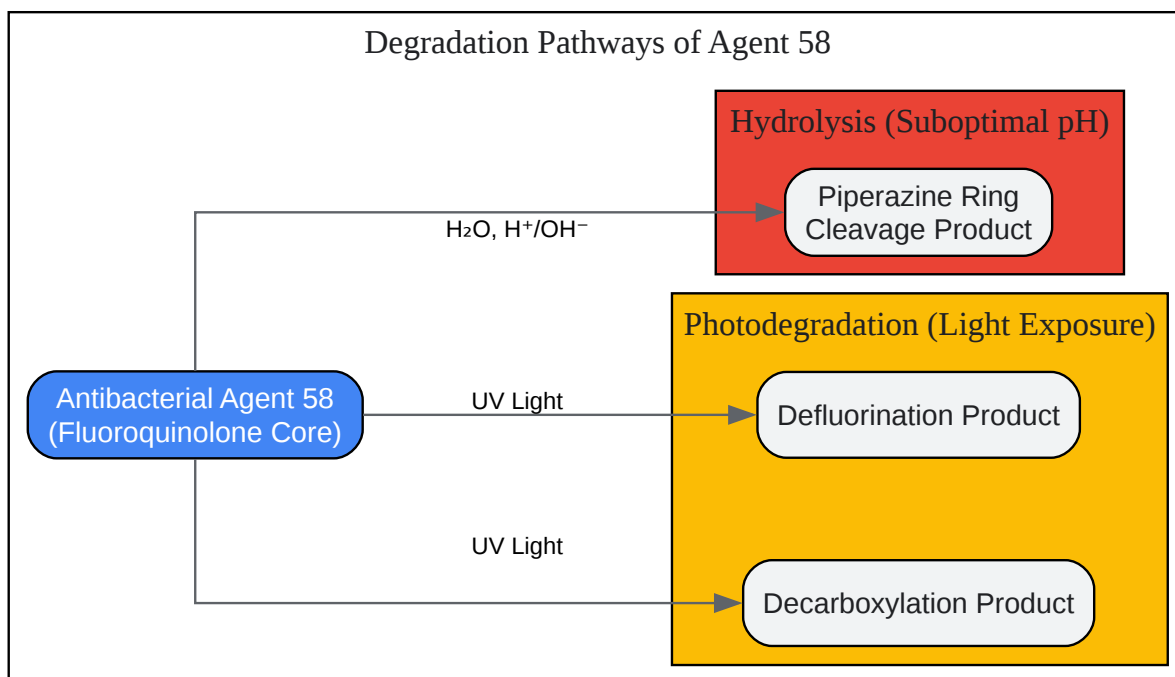 Degradation Pathways of Agent 58
Hydrolysis (Suboptimal pH)
Piperazine Ring
Cleavage Product
H₂O, H⁺/OH⁻
Photodegradation (Light Exposure)
Antibacterial Agent 58
(Fluoroquinolone Core)
UV Light
Defluorination Product
UV Light
Decarboxylation Product